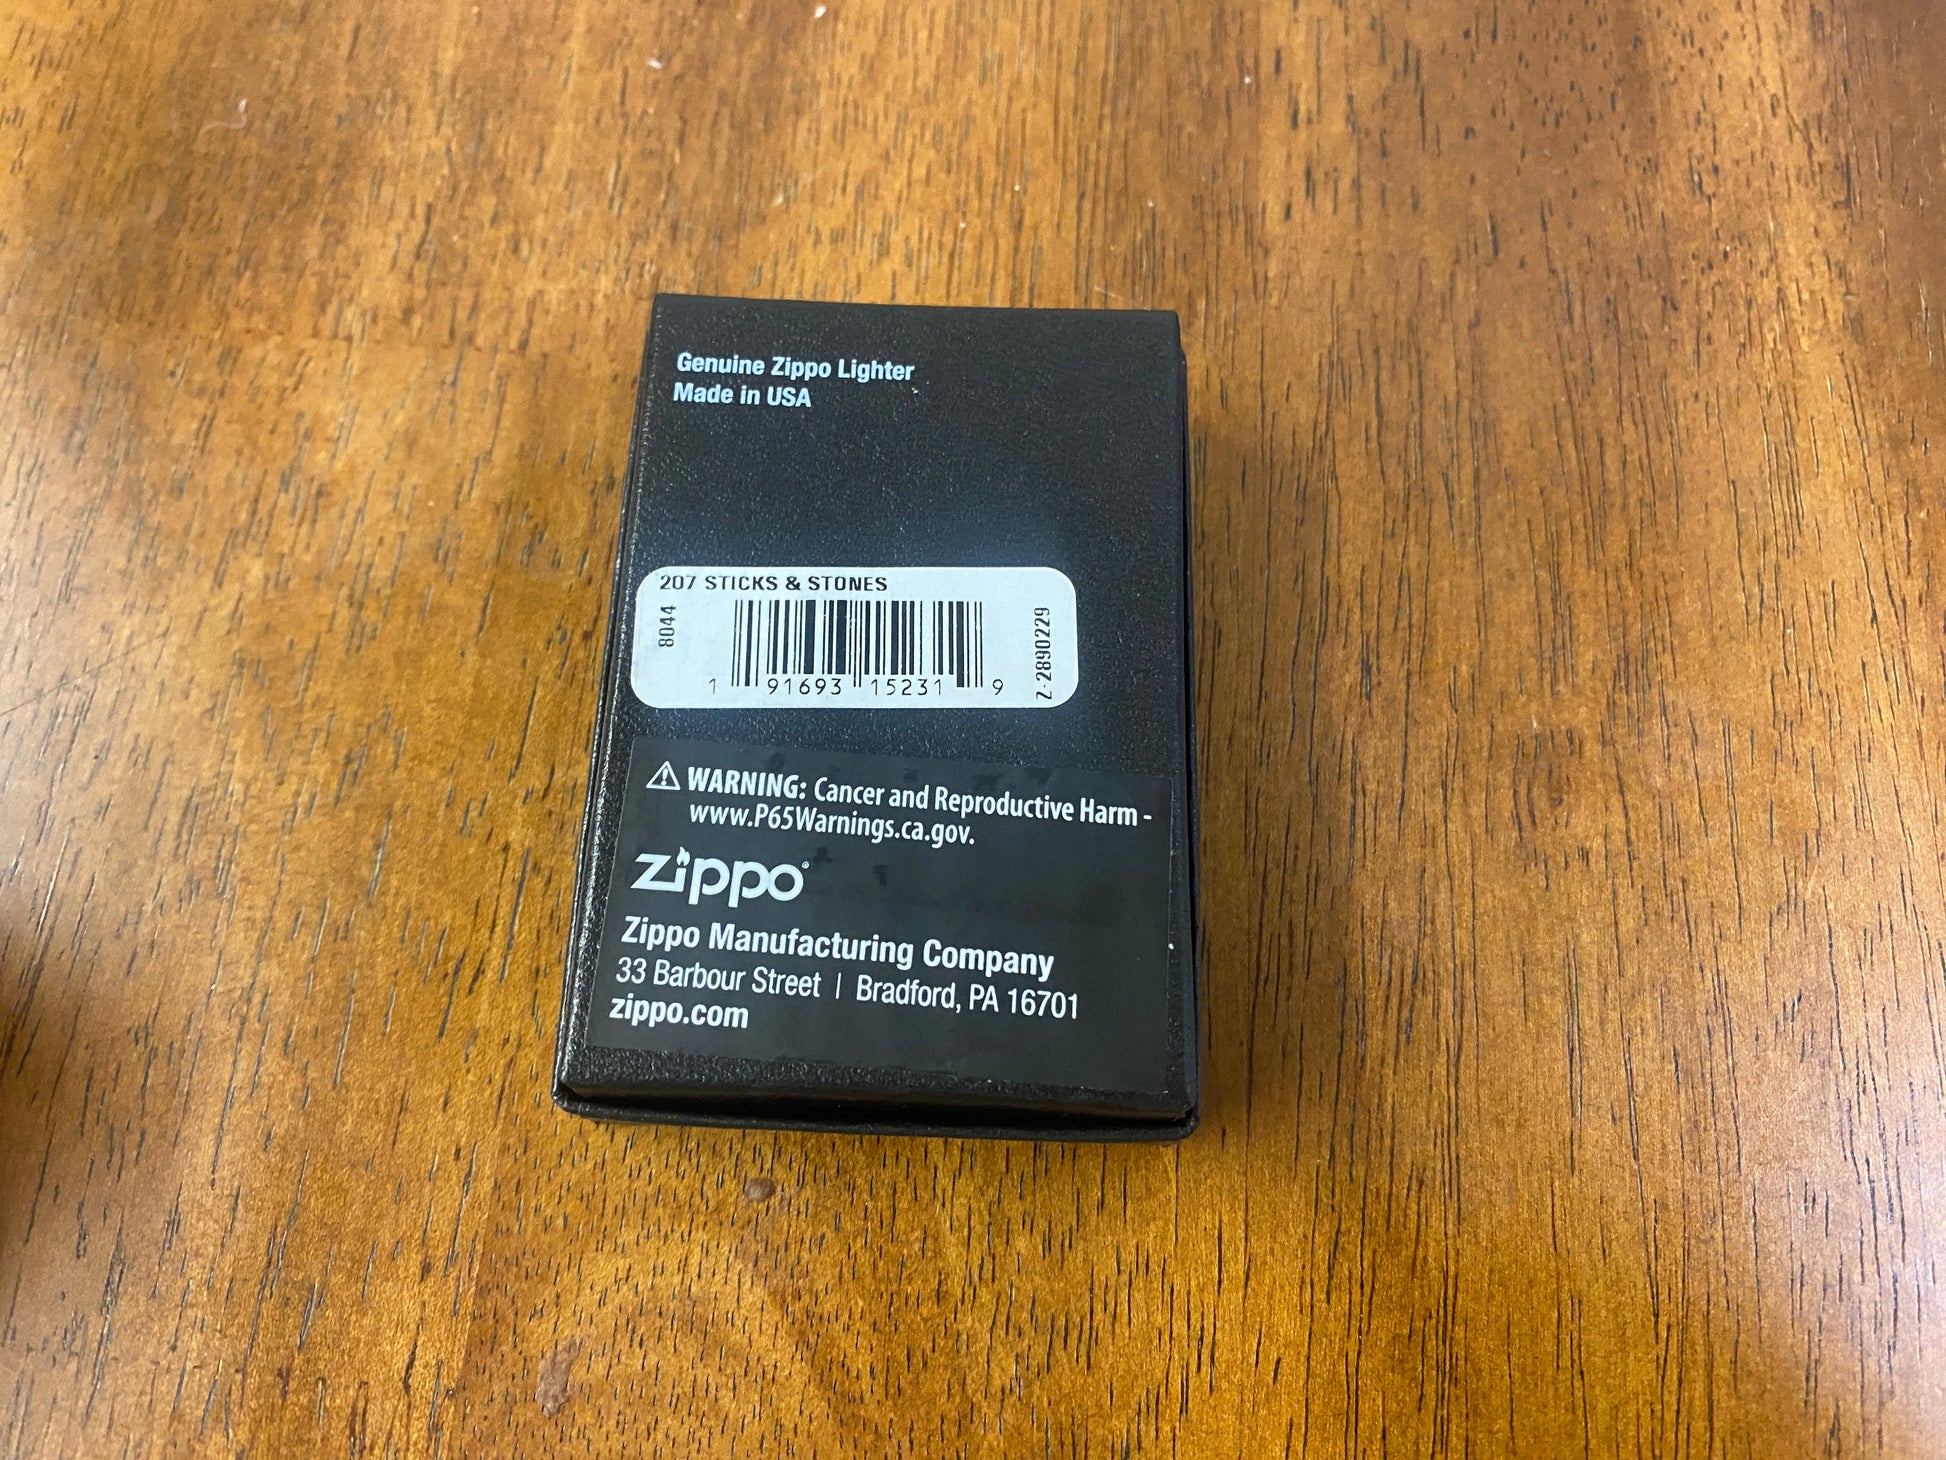 Genuine Zippo Lighter
Made in USA
207 STICKS & STONES
8044
1 91693 15231 9
Z-2890229
⚠ WARNING: Cancer and Reproductive Harm -
www.P65Warnings.ca.gov.
zippo®
Zippo Manufacturing Company
33 Barbour Street | Bradford, PA 16701
zippo.com